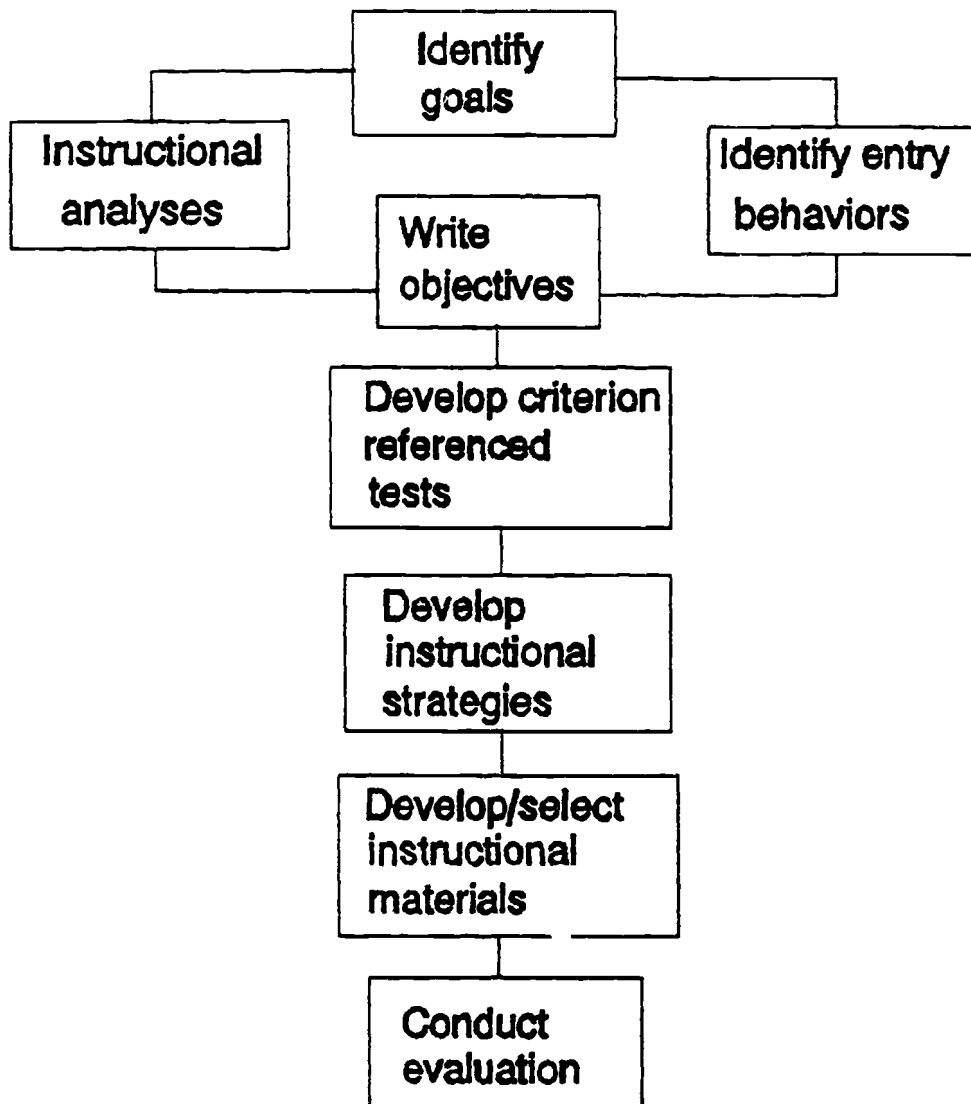 Identify
goals
Instructional
analyses
Identify entry
behaviors
Write
objectives
Develop criterion
referenced
tests
Develop
instructional
strategies
Develop/select
instructional
materials
Conduct
evaluation